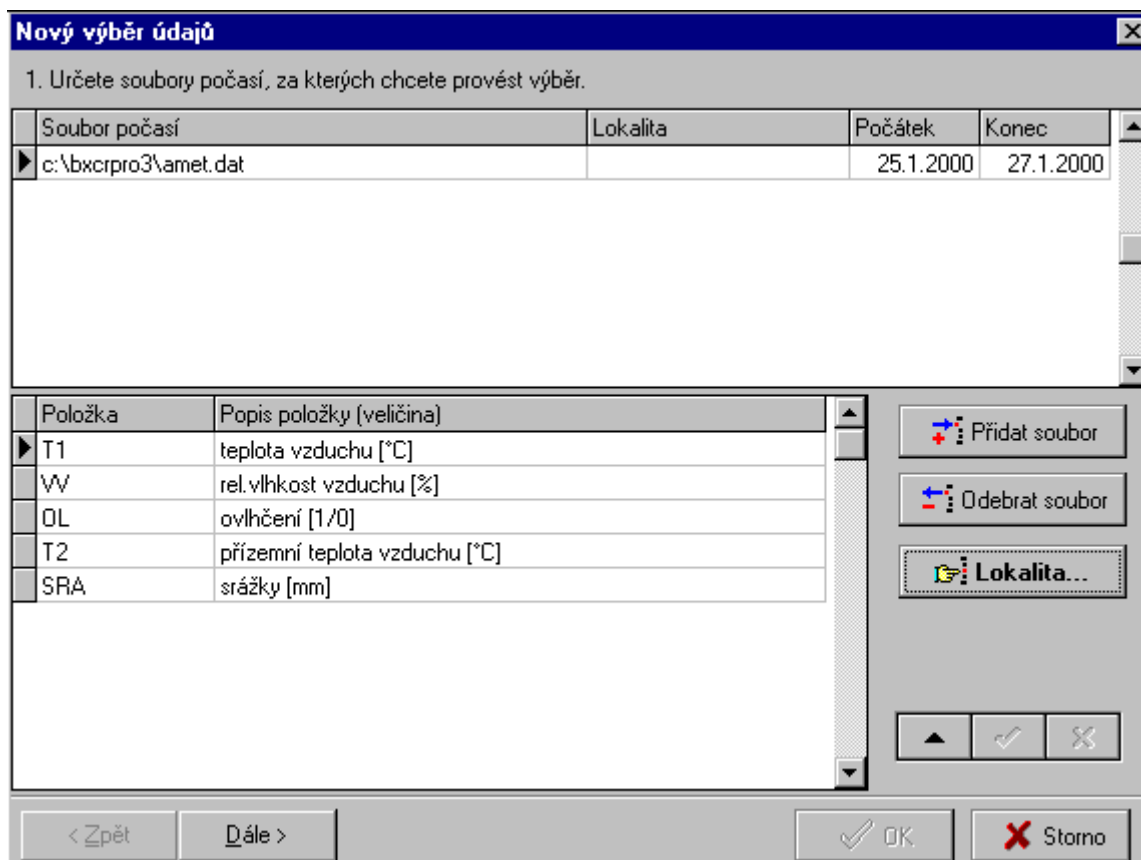 Nový výběr údajů
1. Určete soubory počasí, za kterých chcete provést výběr.
Soubor počasí Lokalita Počátek Konec
c:\bxcrpro3\amet.dat 25.1.2000 27.1.2000
Položka Popis položky (veličina)
T1 teplota vzduchu [°C]
VV rel.vlhkost vzduchu [%]
OL ovlhčení [1/0]
T2 přízemní teplota vzduchu [°C]
SRA srážky [mm]
Přidat soubor
Odebrat soubor
Lokalita...
< Zpět Dále > OK Storno